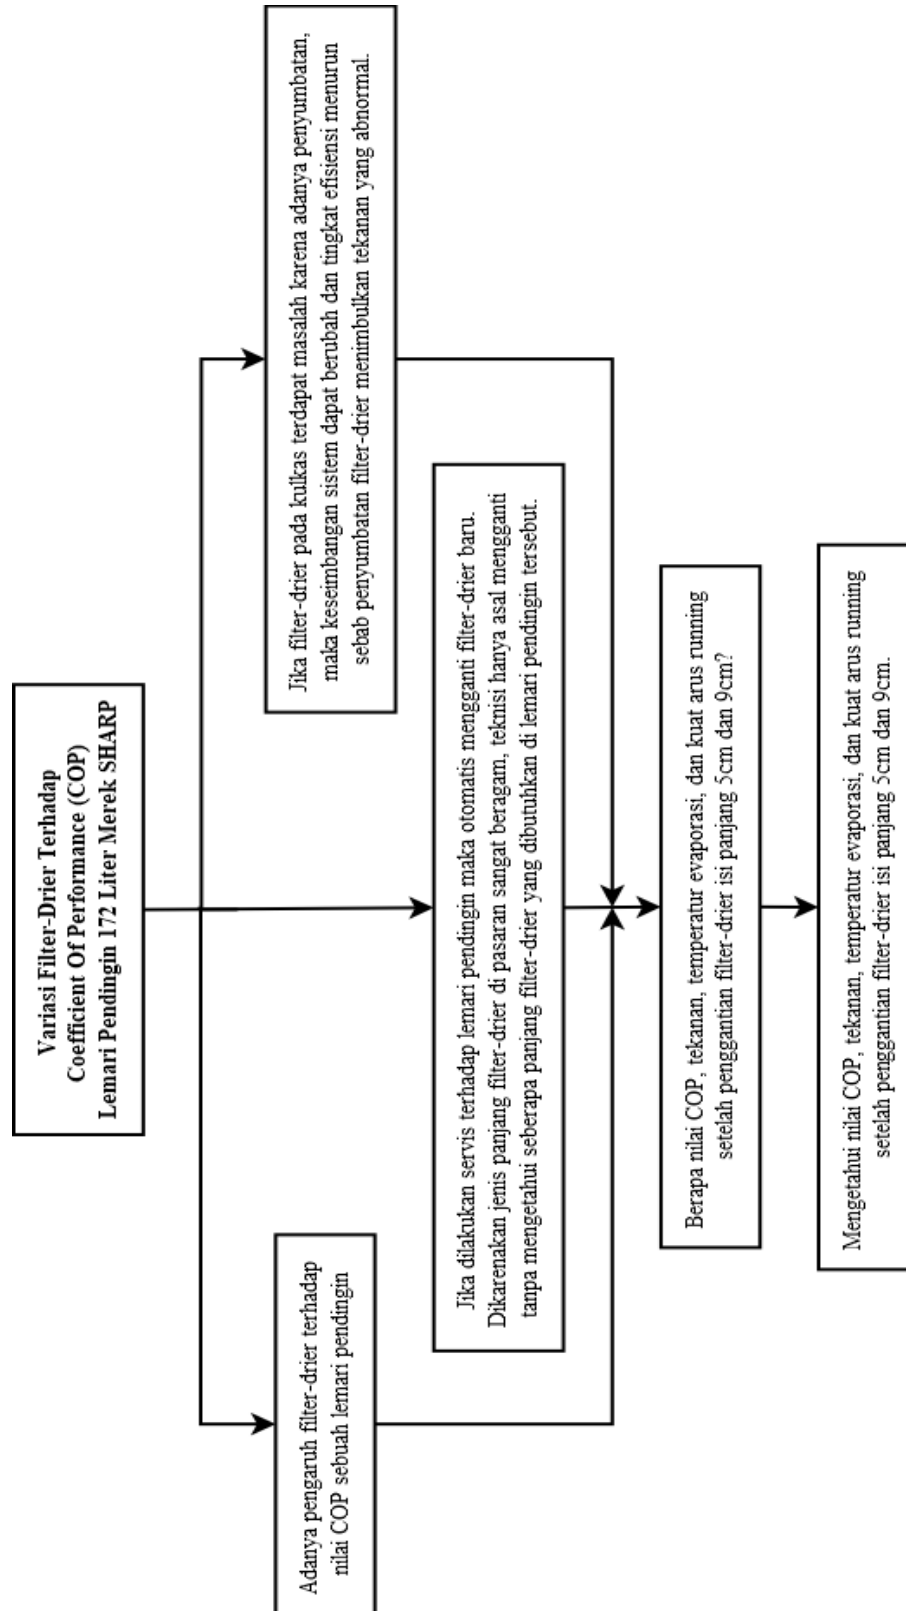 Variasi Filter-Drier Terhadap
Coefficient Of Performance (COP)
Lemari Pendingin 172 Liter Merek SHARP
Adanya pengaruh filter-drier terhadap
nilai COP sebuah lemari pendingin
Jika dilakukan servis terhadap lemari pendingin maka otomatis mengganti filter-drier baru.
Dikarenakan jenis panjang filter-drier di pasaran sangat beragam, teknisi hanya asal mengganti
tanpa mengetahui seberapa panjang filter-drier yang dibutuhkan di lemari pendingin tersebut.
Jika filter-drier pada kulkas terdapat masalah karena adanya penyumbatan,
maka keseimbangan sistem dapat berubah dan tingkat efisiensi menurun
sebab penyumbatan filter-drier menimbulkan tekanan yang abnormal.
Berapa nilai COP, tekanan, temperatur evaporasi, dan kuat arus running
setelah penggantian filter-drier isi panjang 5cm dan 9cm?
Mengetahui nilai COP, tekanan, temperatur evaporasi, dan kuat arus running
setelah penggantian filter-drier isi panjang 5cm dan 9cm.